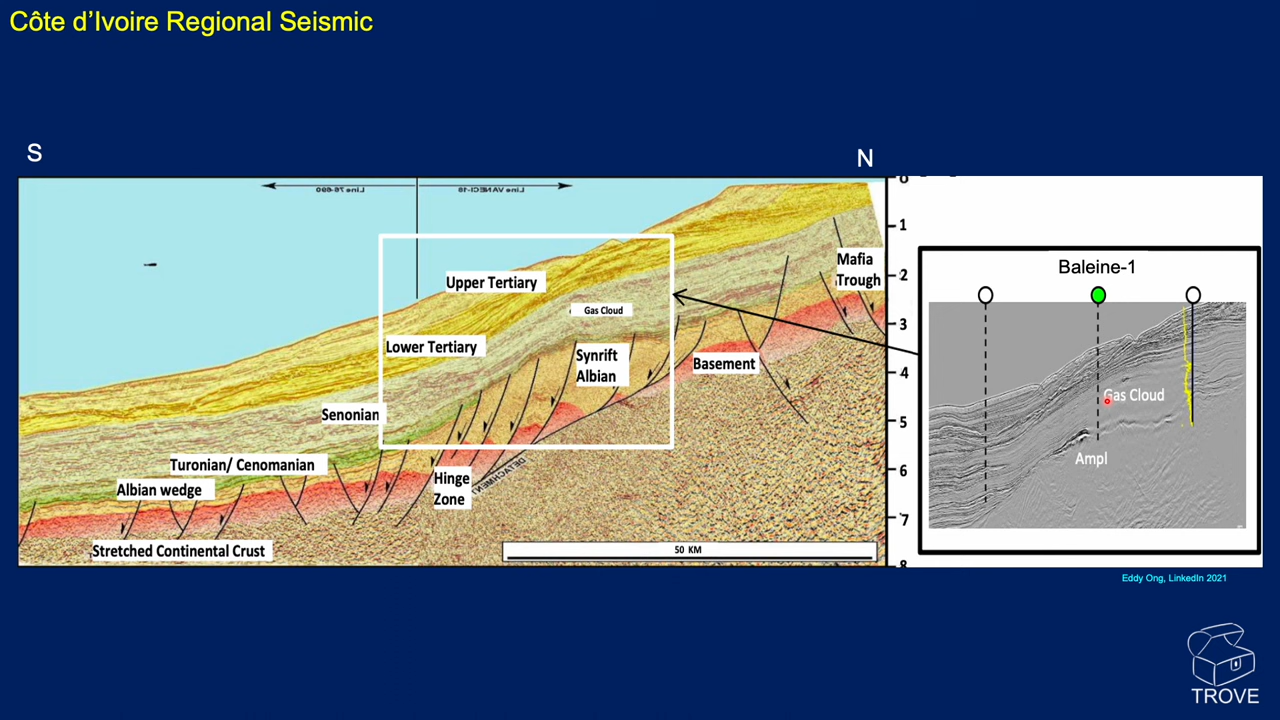 Côte d’Ivoire Regional Seismic
S
N
Line 76-690
Line VANECI-19
0
1
2
3
4
5
6
7
8
Upper Tertiary
Gas Cloud
Lower Tertiary
Synrift
Albian
Mafia
Trough
Basement
Senonian
Turonian/ Cenomanian
Albian wedge
Hinge
Zone
DETACHMENT
Stretched Continental Crust
50 KM
Baleine-1
Gas Cloud
Ampl
Eddy Ong, LinkedIn 2021
TROVE